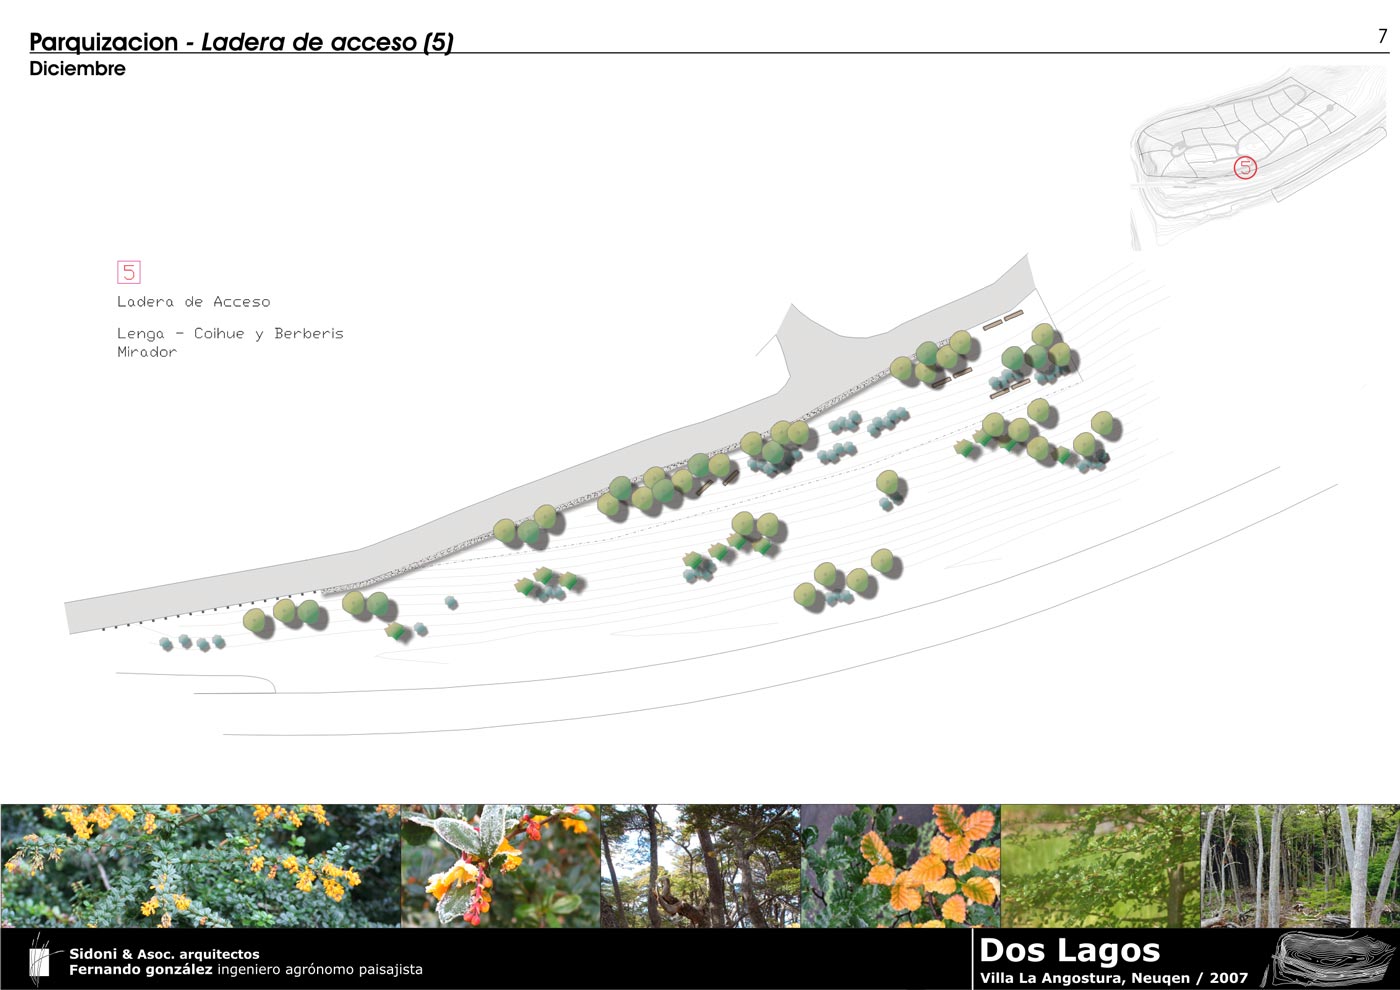 Parquizacion - Ladera de acceso (5)
7
Diciembre
5
5
Ladera de Acceso
Lenga - Coihue y Berberis
Mirador
Sidoni & Asoc. arquitectos
Fernando gonzález ingeniero agrónomo paisajista
Dos Lagos
Villa La Angostura, Neuqen / 2007